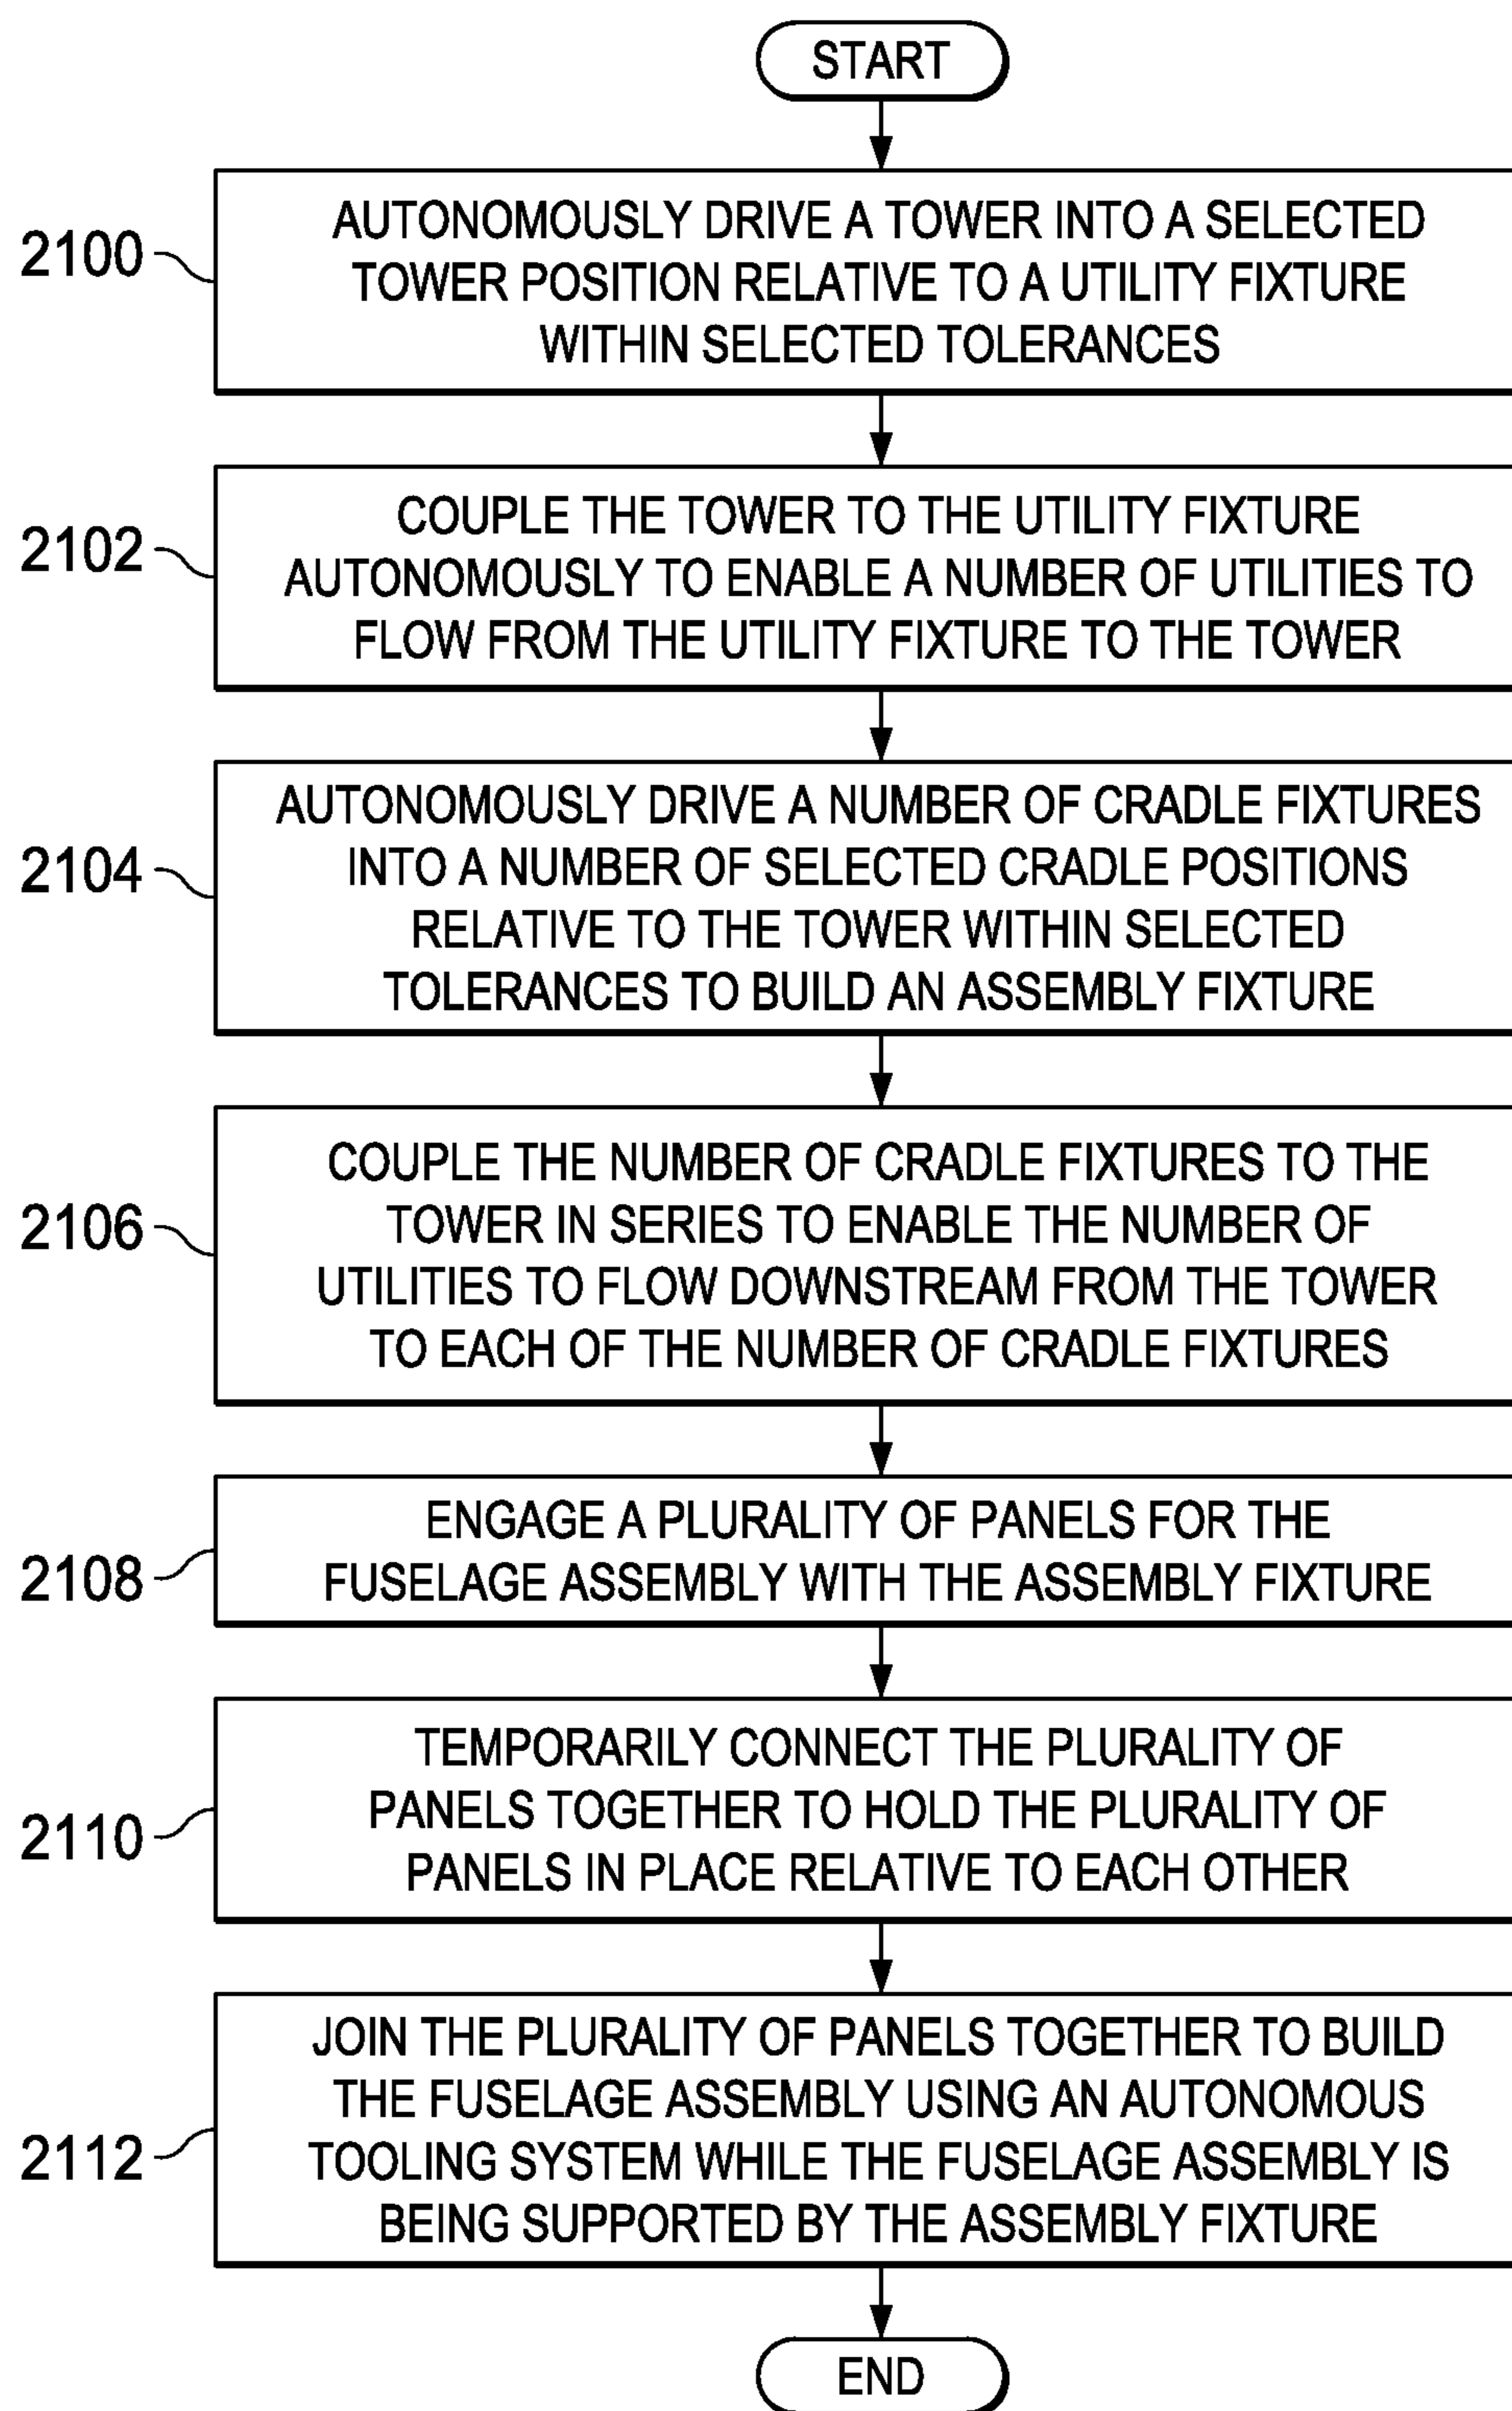 START
2100
AUTONOMOUSLY DRIVE A TOWER INTO A SELECTED
TOWER POSITION RELATIVE TO A UTILITY FIXTURE
WITHIN SELECTED TOLERANCES
2102
COUPLE THE TOWER TO THE UTILITY FIXTURE
AUTONOMOUSLY TO ENABLE A NUMBER OF UTILITIES TO
FLOW FROM THE UTILITY FIXTURE TO THE TOWER
2104
AUTONOMOUSLY DRIVE A NUMBER OF CRADLE FIXTURES
INTO A NUMBER OF SELECTED CRADLE POSITIONS
RELATIVE TO THE TOWER WITHIN SELECTED
TOLERANCES TO BUILD AN ASSEMBLY FIXTURE
2106
COUPLE THE NUMBER OF CRADLE FIXTURES TO THE
TOWER IN SERIES TO ENABLE THE NUMBER OF
UTILITIES TO FLOW DOWNSTREAM FROM THE TOWER
TO EACH OF THE NUMBER OF CRADLE FIXTURES
2108
ENGAGE A PLURALITY OF PANELS FOR THE
FUSELAGE ASSEMBLY WITH THE ASSEMBLY FIXTURE
2110
TEMPORARILY CONNECT THE PLURALITY OF
PANELS TOGETHER TO HOLD THE PLURALITY OF
PANELS IN PLACE RELATIVE TO EACH OTHER
2112
JOIN THE PLURALITY OF PANELS TOGETHER TO BUILD
THE FUSELAGE ASSEMBLY USING AN AUTONOMOUS
TOOLING SYSTEM WHILE THE FUSELAGE ASSEMBLY IS
BEING SUPPORTED BY THE ASSEMBLY FIXTURE
END